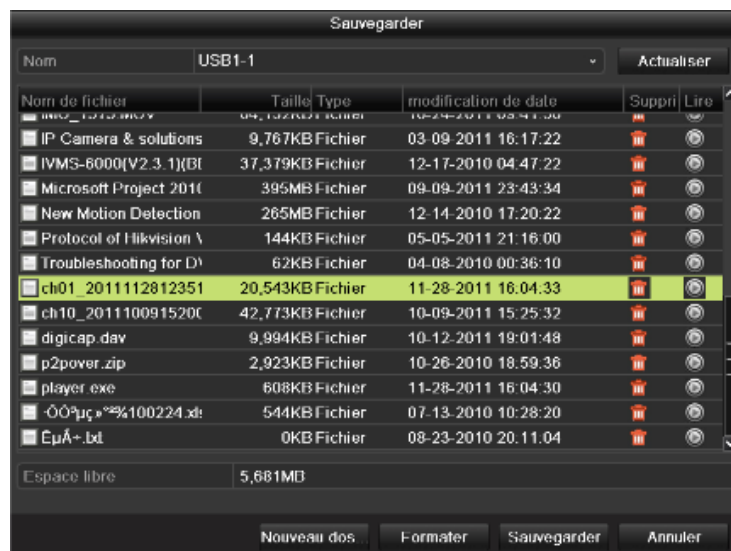 Sauvegarder
Nom USB1-1 Actualiser
Nom de fichier Taille Type modification de date Suppri Lire
IP Camera & solutions 9,767KB Fichier 03-09-2011 16:17:22
IVMS-6000(V2.3.1)(BE 37,379KB Fichier 12-17-2010 04:47:22
Microsoft Project 201( 395MB Fichier 09-09-2011 23:43:34
New Motion Detection 265MB Fichier 12-14-2010 17:20:22
Protocol of Hikvision 144KB Fichier 05-05-2011 21:16:00
Troubleshooting for D\ 62KB Fichier 04-08-2010 00:36:10
ch01_2011112812351 20,543KB Fichier 11-28-2011 16:04:33
ch10_201110091520( 42,773KB Fichier 10-09-2011 15:25:32
digicap.dav 9,994KB Fichier 10-12-2011 19:01:48
p2pover.zip 2,923KB Fichier 10-26-2010 18:59:36
player.exe 608KB Fichier 11-28-2011 16:04:30
544KB Fichier 07-13-2010 10:28:20
ÊµÃ÷.txt 0KB Fichier 08-23-2010 20:11:04
Espace libre 5,681MB
Nouveau dos... Formater Sauvegarder Annuler